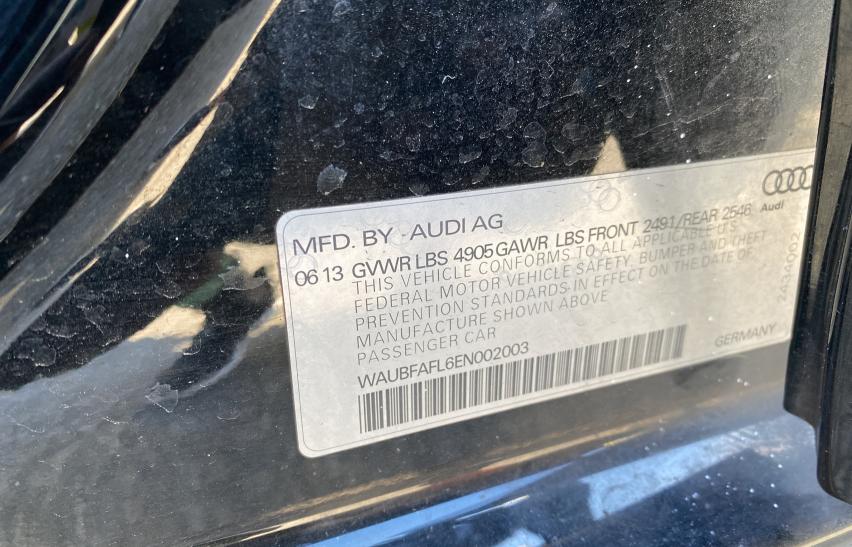 MFD. BY . AUDI AG
Audi
06 13 GVWR LBS 4905 GAWR LBS FRONT 2491/REAR 2546
THIS VEHICLE CONFORMS TO ALL APPLICABLE U.S.
FEDERAL MOTOR VEHICLE SAFETY, BUMPER AND THEFT
PREVENTION STANDARDS IN EFFECT ON THE DATE OF
MANUFACTURE SHOWN ABOVE
PASSENGER CAR
WAUBFAFL6EN002003
GERMANY